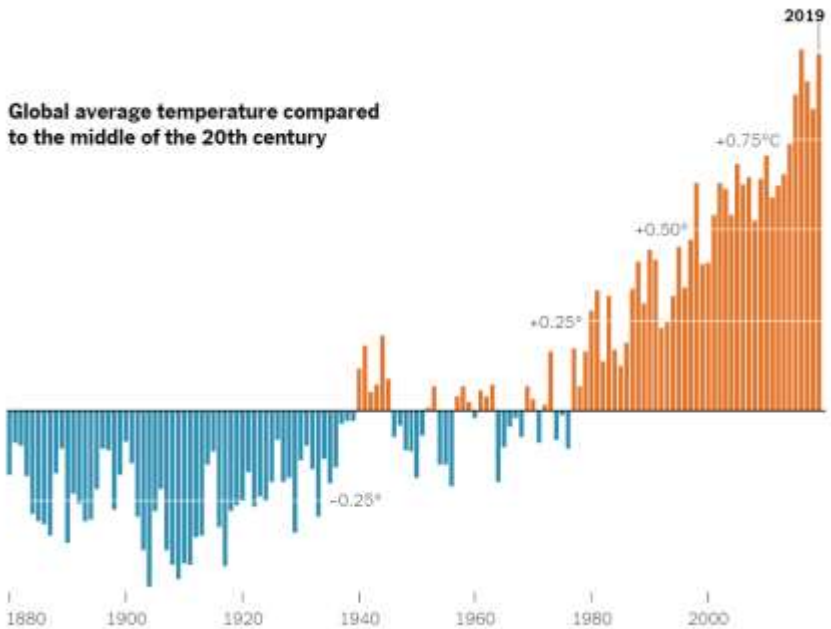 2019
Global average temperature compared
to the middle of the 20th century
+0.75°C
+0.50°
+0.25°
-0.25°
1880 1900 1920 1940 1960 1980 2000